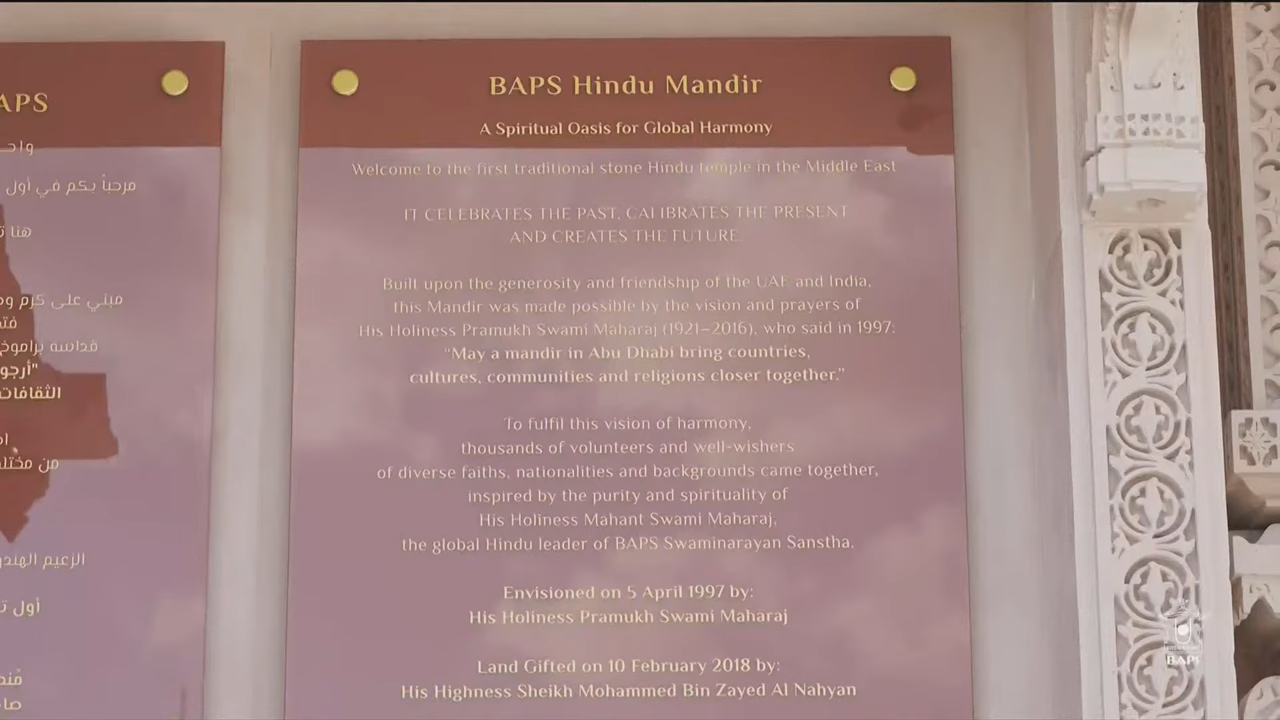 BAPS Hindu Mandir
A Spiritual Oasis for Global Harmony
Welcome to the first traditional stone Hindu temple in the Middle East
IT CELEBRATES THE PAST, CALIBRATES THE PRESENT
AND CREATES THE FUTURE.
Built upon the generosity and friendship of the UAE and India,
this Mandir was made possible by the vision and prayers of
His Holiness Pramukh Swami Maharaj (1921–2016), who said in 1997:
“May a mandir in Abu Dhabi bring countries,
cultures, communities and religions closer together.”
To fulfil this vision of harmony,
thousands of volunteers and well-wishers
of diverse faiths, nationalities and backgrounds came together,
inspired by the purity and spirituality of
His Holiness Mahant Swami Maharaj,
the global Hindu leader of BAPS Swaminarayan Sanstha.
Envisioned on 5 April 1997 by:
His Holiness Pramukh Swami Maharaj
Land Gifted on 10 February 2018 by:
His Highness Sheikh Mohammed Bin Zayed Al Nahyan
APS
مرحباً بكم في أول
هنا
مبني على كرم
قداسة براموخ
"أرجو
الثقافات
من
الزعيم
أول
BAPS